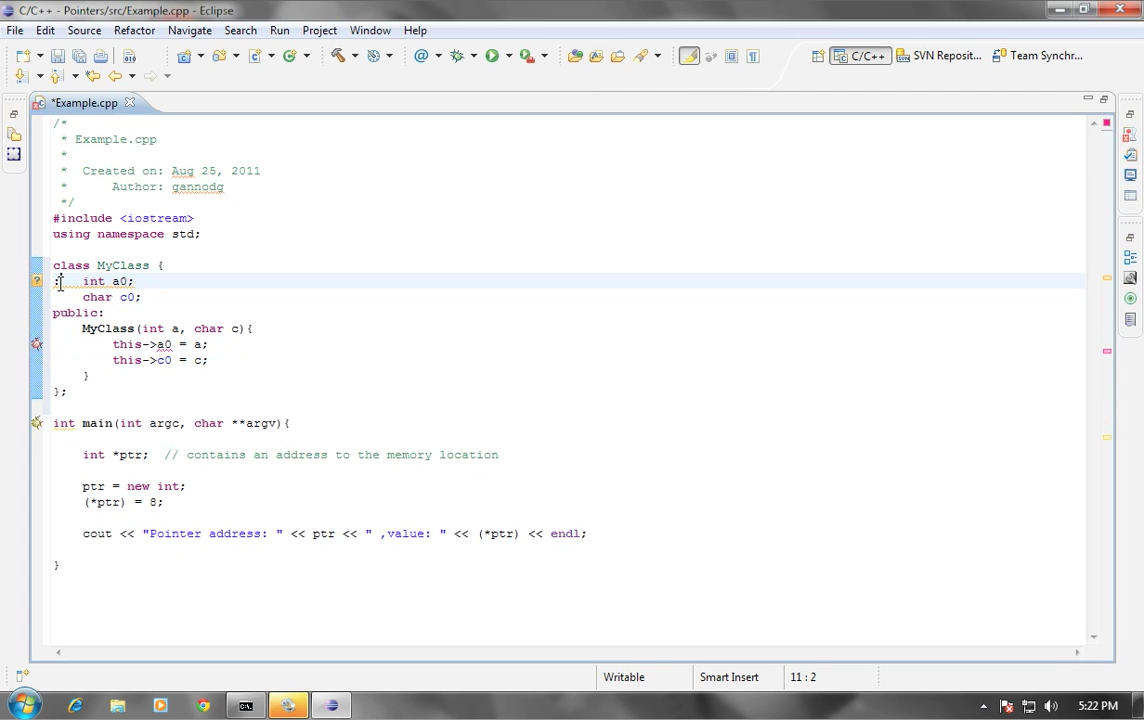 C/C++ - Pointers/src/Example.cpp - Eclipse
File Edit Source Refactor Navigate Search Run Project Window Help
C/C++ SVN Reposit... Team Synchr...
*Example.cpp
/*
* Example.cpp
*
* Created on: Aug 25, 2011
* Author: gannodg
*/
#include <iostream>
using namespace std;
class MyClass {
: int a0;
char c0;
public:
MyClass(int a, char c){
this->a0 = a;
this->c0 = c;
}
};
int main(int argc, char **argv){
int *ptr; // contains an address to the memory location
ptr = new int;
(*ptr) = 8;
cout << "Pointer address: " << ptr << " ,value: " << (*ptr) << endl;
}
Writable Smart Insert 11 : 2
5:22 PM